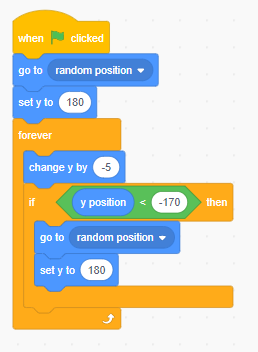 when clicked
go to random position
set y to 180
forever
change y by -5
if y position < -170 then
go to random position
set y to 180